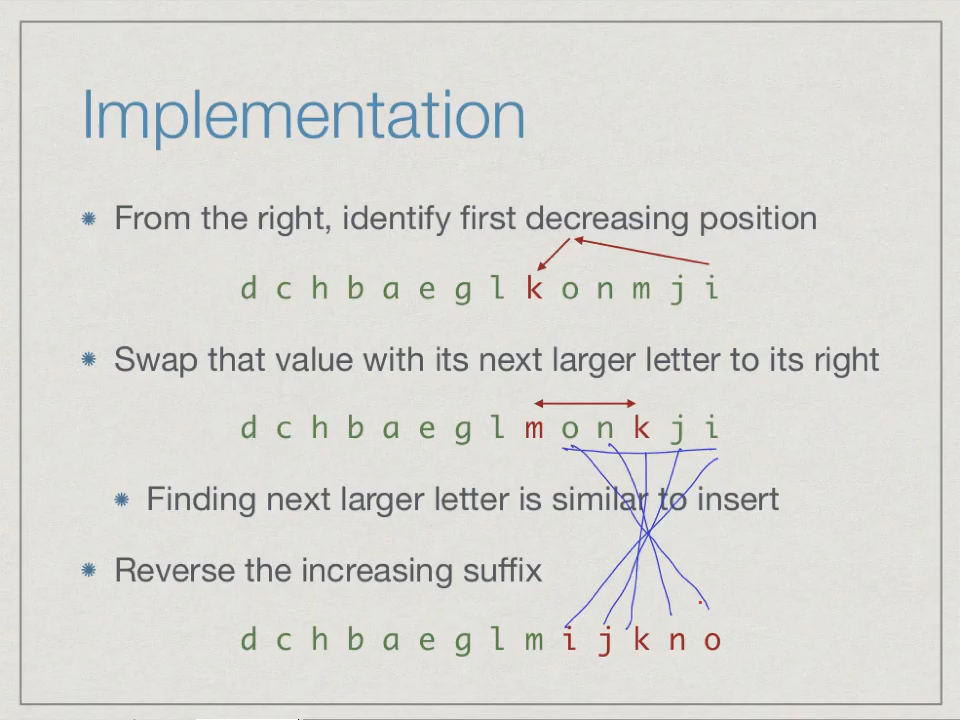 Implementation
From the right, identify first decreasing position
d c h b a e g l k o n m j i
Swap that value with its next larger letter to its right
d c h b a e g l m o n k j i
Finding next larger letter is similar to insert
Reverse the increasing suffix
d c h b a e g l m i j k n o